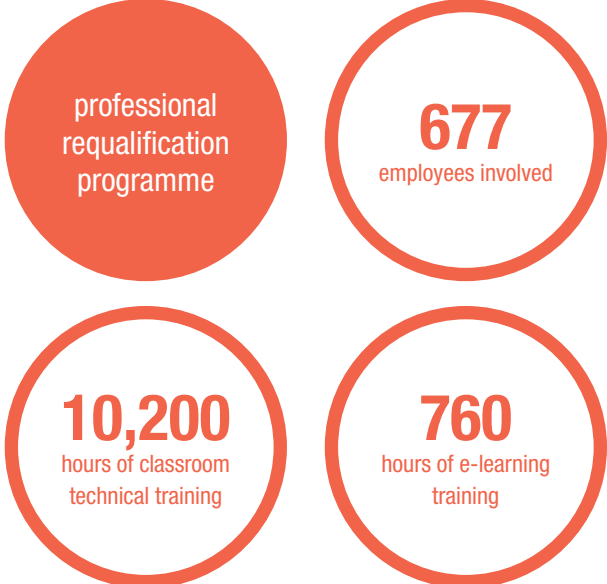 professional
requalification
programme
677
employees involved
10,200
hours of classroom
technical training
760
hours of e-learning
training